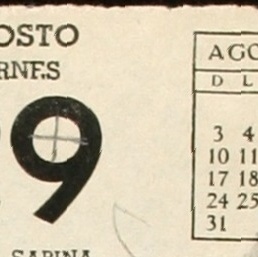 OSTO
RNES
9
SABINA
AGO
D L
3 4
10 11
17 18
24 25
31